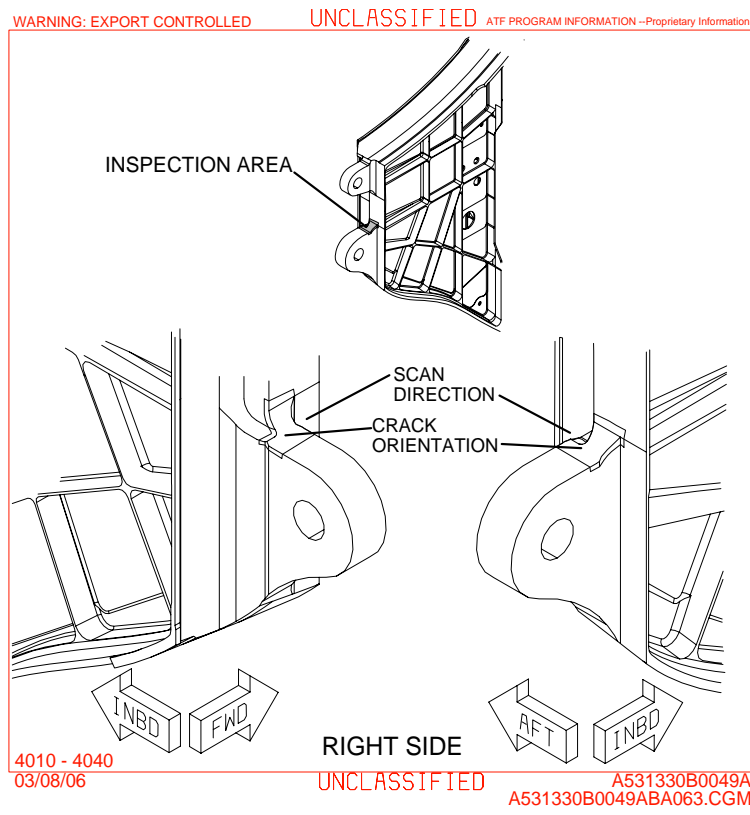 WARNING: EXPORT CONTROLLED
UNCLASSIFIED
ATF PROGRAM INFORMATION --Proprietary Information
INSPECTION AREA
SCAN
DIRECTION
CRACK
ORIENTATION
INBD
FWD
AFT
INBD
RIGHT SIDE
4010 - 4040
03/08/06
UNCLASSIFIED
A531330B0049A
A531330B0049ABA063.CGM